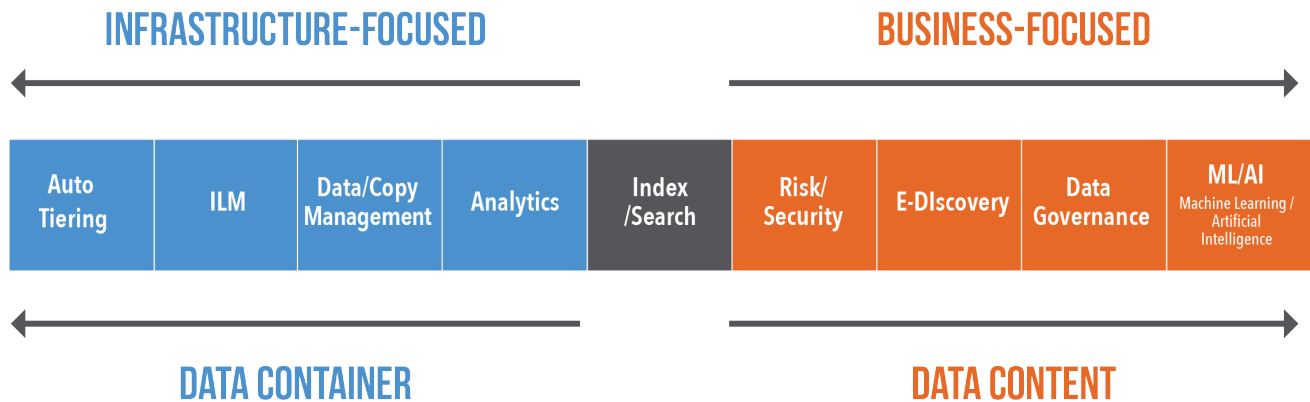 INFRASTRUCTURE-FOCUSED
BUSINESS-FOCUSED
Auto
Tiering
ILM
Data/Copy
Management
Analytics
Index
/Search
Risk/
Security
E-DIscovery
Data
Governance
ML/AI
Machine Learning /
Artificial
Intelligence
DATA CONTAINER
DATA CONTENT